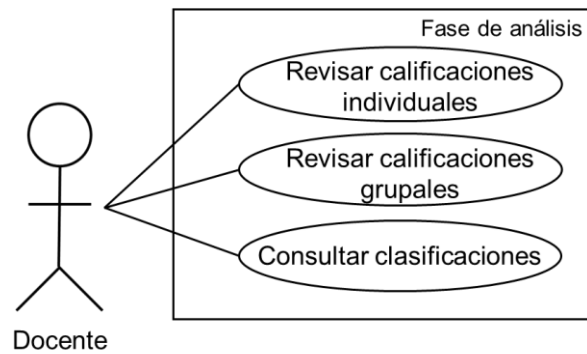 Fase de análisis
Revisar calificaciones
individuales
Revisar calificaciones
grupales
Consultar clasificaciones
Docente